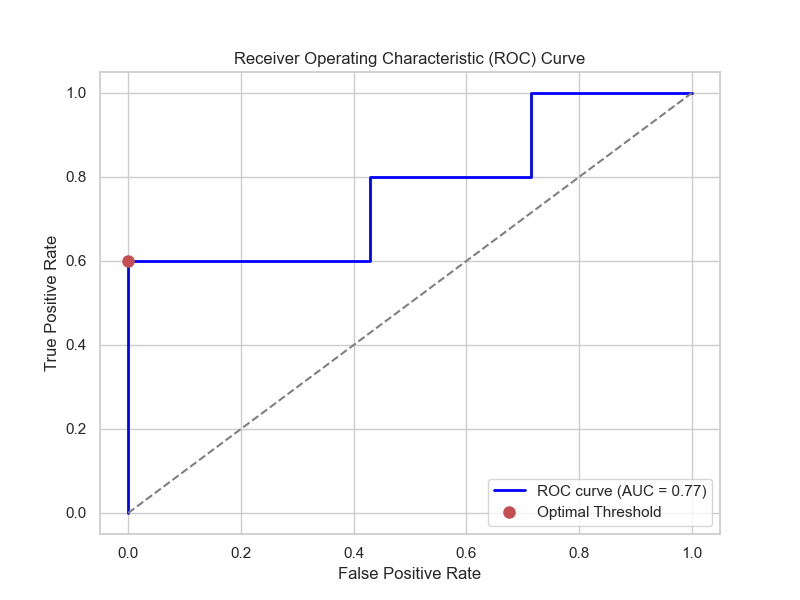 Receiver Operating Characteristic (ROC) Curve
True Positive Rate
1.0
0.8
0.6
0.4
0.2
0.0
ROC curve (AUC = 0.77)
Optimal Threshold
0.0 0.2 0.4 0.6 0.8 1.0
False Positive Rate